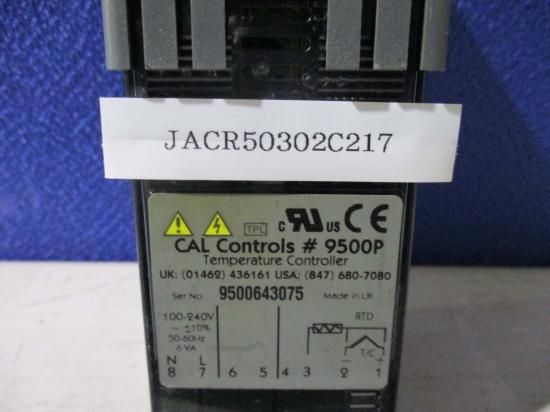 JACR50302C217
TPL c RU us CE
CAL Controls # 9500P
Temperature Controller
UK: (01462) 436161 USA: (847) 680-7080
Ser No. 9500643075 Made in UK
100-240V RTD
~ ±10%
50-60Hz
6 VA T/C
N L − +
8 7 6 5 4 3 2 1